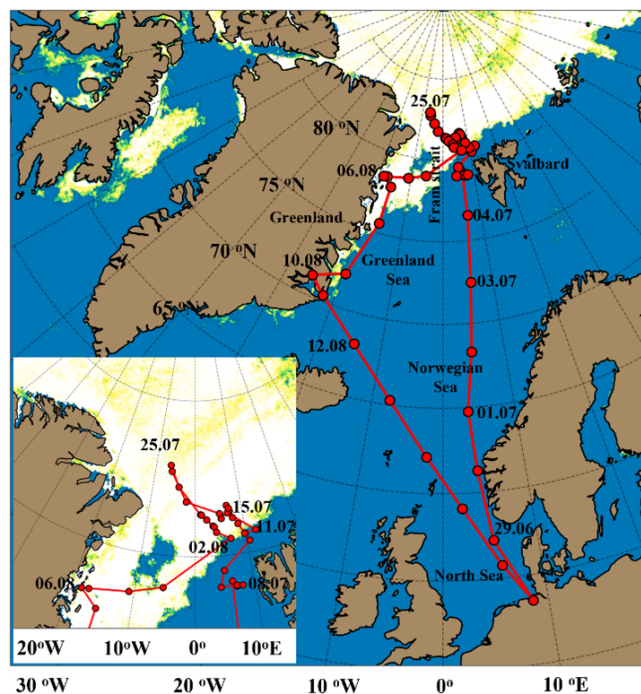 25.07
80 °N
Svalbard
06.08
Fram strait
75 °N
Greenland
04.07
70 °N
10.08
Greenland
Sea
03.07
65 °N
12.08
Norwegian
Sea
01.07
25.07
15.07
11.07
02.08
29.06
06.08
08.07
North Sea
20°W
10°W
0°
10°E
30 °W
20 °W
10 °W
0°
10 °E